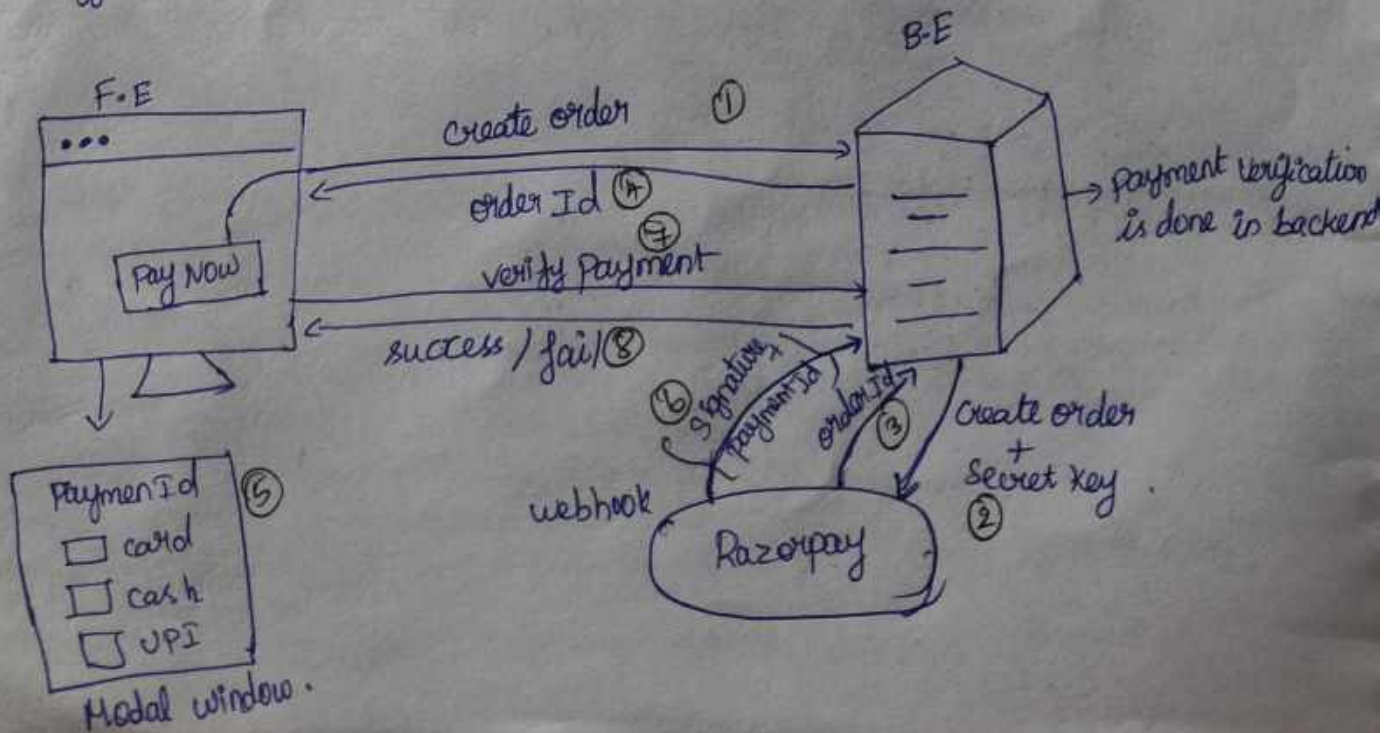 B-E
F.E
create order ①
order Id ④
⑦
verify payment
success / fail ⑧
Pay NOW
→ payment verification
is done in backend
⑥ signature +
paymentId
orderId
③
create order
+
secret key .
②
webhook
Razorpay
PaymenId ⑤
card
cash
UPI
Modal window .